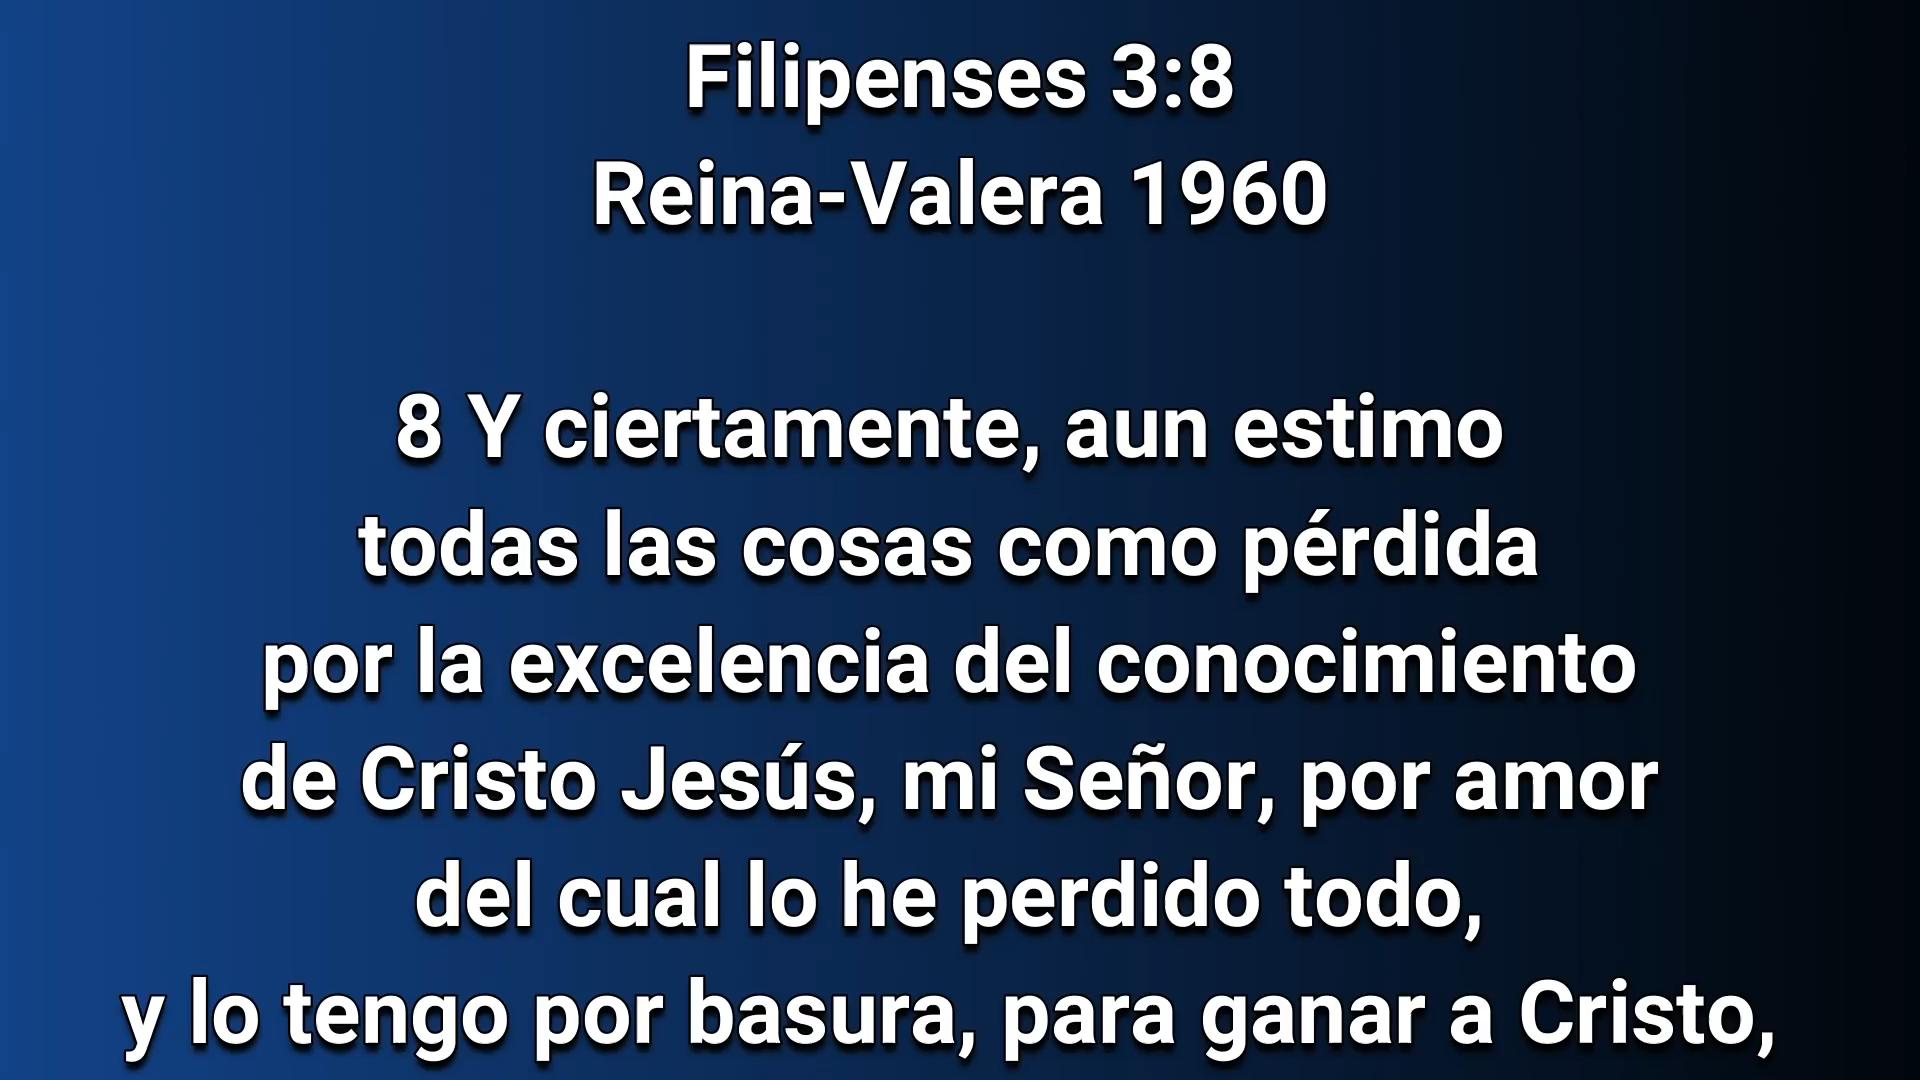 Filipenses 3:8
Reina-Valera 1960
8 Y ciertamente, aun estimo
todas las cosas como pérdida
por la excelencia del conocimiento
de Cristo Jesús, mi Señor, por amor
del cual lo he perdido todo,
y lo tengo por basura, para ganar a Cristo,